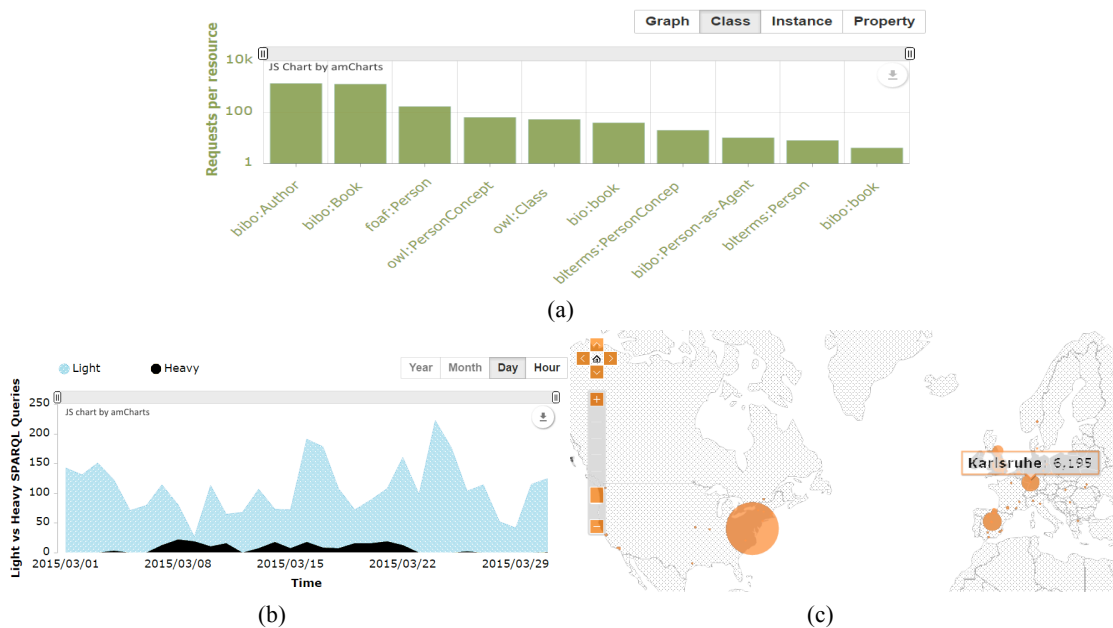 Graph Class Instance Property
Requests per resource
10k
100
1
JS Chart by amCharts
bibo:Author
bibo:Book
foaf:Person
owl:PersonConcept
owl:Class
bio:book
blterms:PersonConcep
bibo:Person-as-Agent
blterms:Person
bibo:book
(a)
Light Heavy
Year Month Day Hour
Light vs Heavy SPARQL Queries
250
200
150
100
50
0
JS chart by amCharts
2015/03/01 2015/03/08 2015/03/15 2015/03/22 2015/03/29
Time
(b)
Karlsruhe 6,195
(c)